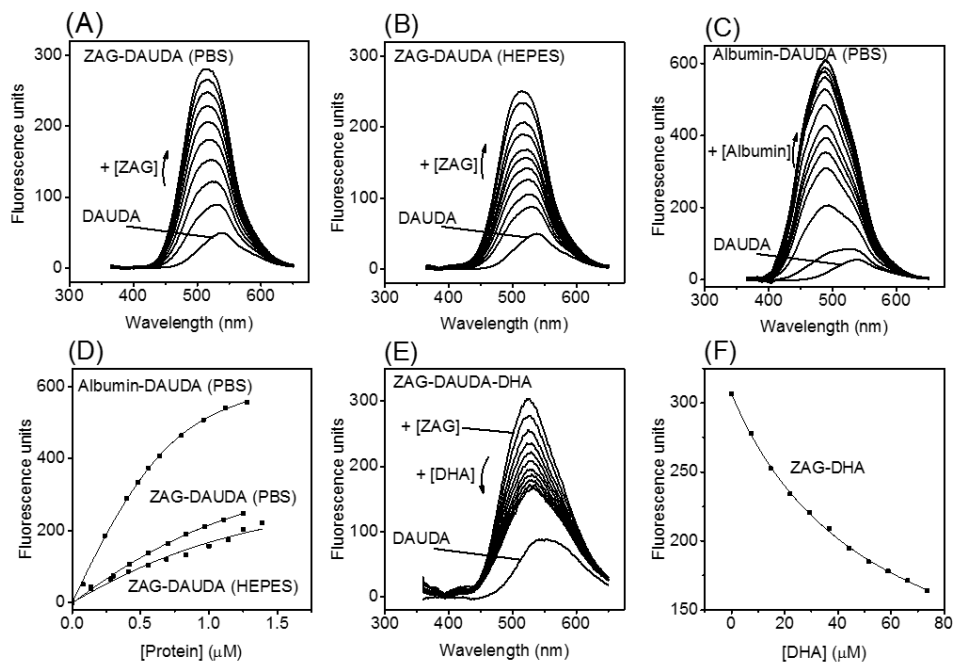 (A)
ZAG-DAUDA (PBS)
Fluorescence units
300
200
100
0
+ [ZAG]
DAUDA
300 400 500 600
Wavelength (nm)
(B)
ZAG-DAUDA (HEPES)
Fluorescence units
300
200
100
0
+ [ZAG]
DAUDA
300 400 500 600
Wavelength (nm)
(C)
Albumin-DAUDA (PBS)
Fluorescence units
600
400
200
0
+ [Albumin]
DAUDA
300 400 500 600
Wavelength (nm)
(D)
Albumin-DAUDA (PBS)
Fluorescence units
600
400
200
0
ZAG-DAUDA (PBS)
ZAG-DAUDA (HEPES)
0.0 0.5 1.0 1.5
[Protein] (μM)
(E)
ZAG-DAUDA-DHA
Fluorescence units
400
300
200
100
0
+ [ZAG]
+ [DHA]
DAUDA
300 400 500 600
Wavelength (nm)
(F)
Fluorescence units
300
250
200
150
ZAG-DHA
0 20 40 60 80
[DHA] (μM)